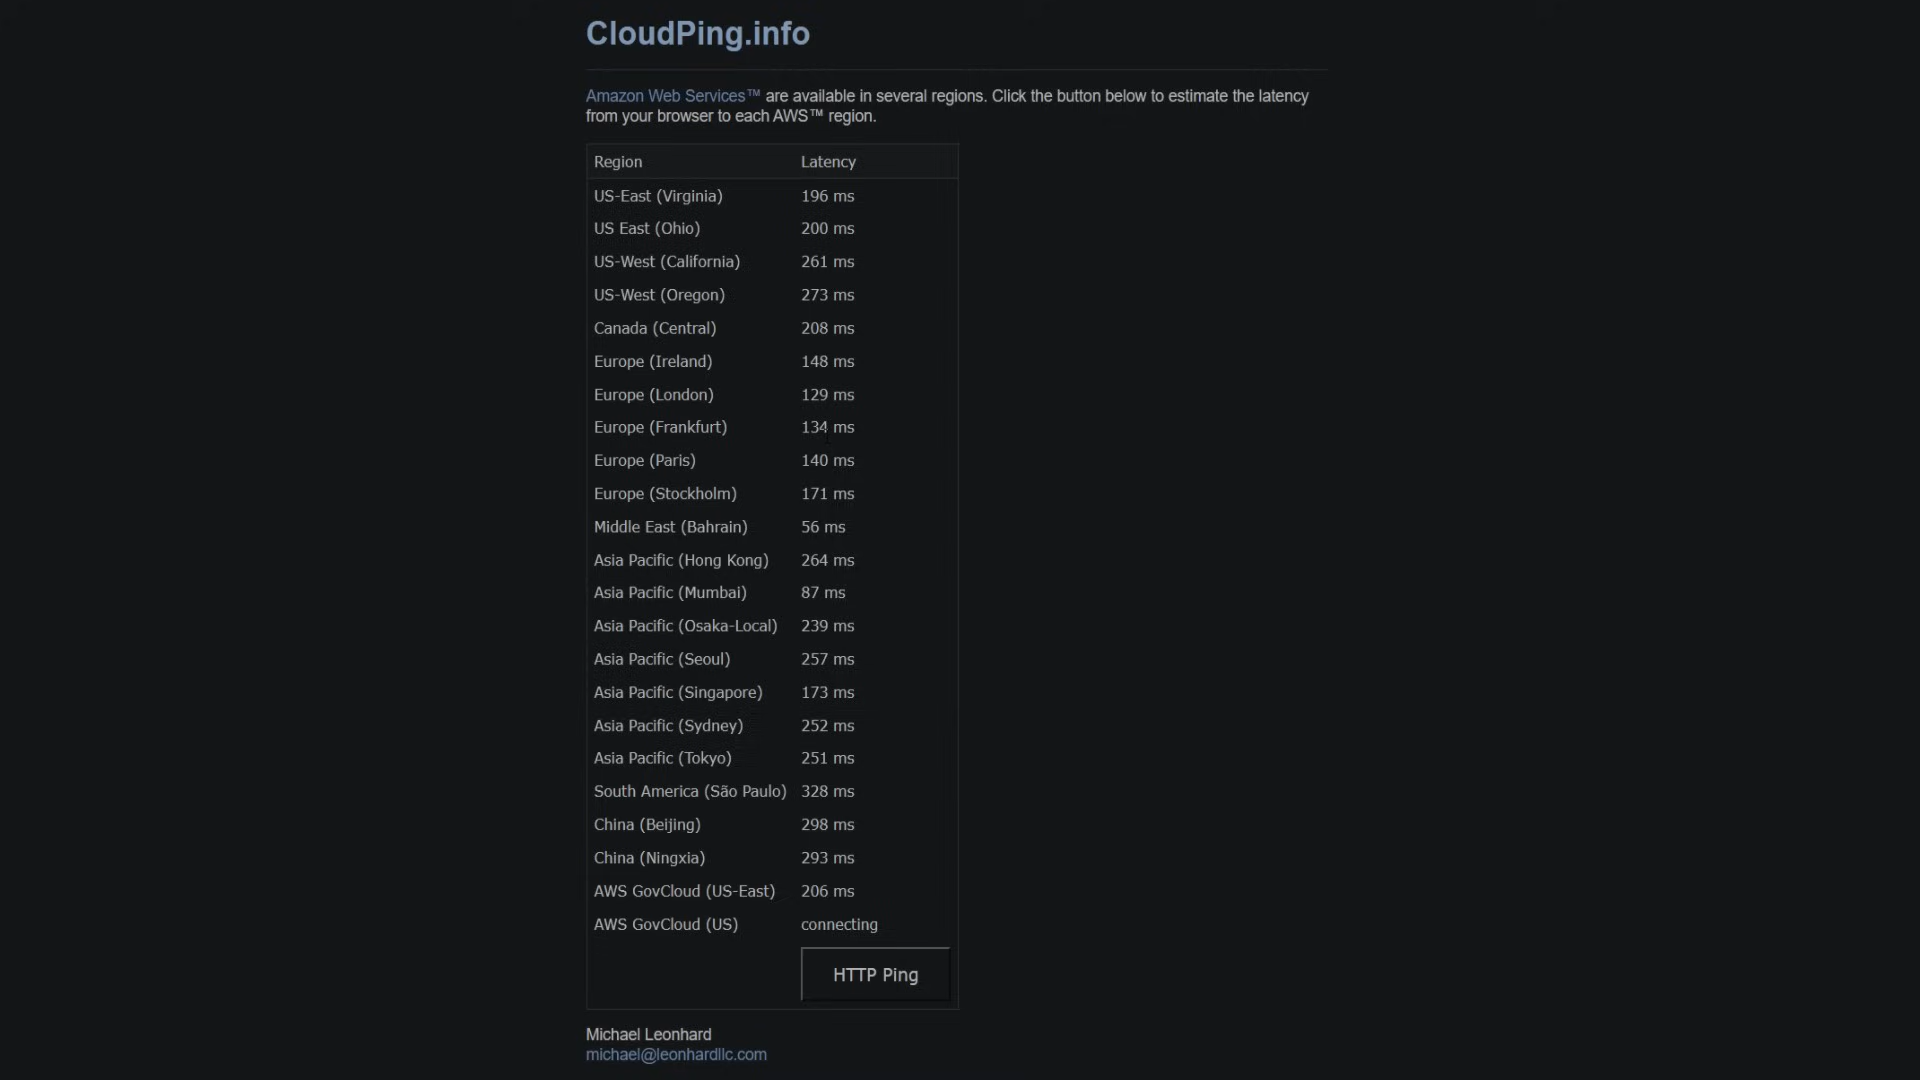 CloudPing.info
Amazon Web Services™ are available in several regions. Click the button below to estimate the latency
from your browser to each AWS™ region.
Region Latency
US-East (Virginia) 196 ms
US East (Ohio) 200 ms
US-West (California) 261 ms
US-West (Oregon) 273 ms
Canada (Central) 208 ms
Europe (Ireland) 148 ms
Europe (London) 129 ms
Europe (Frankfurt) 134 ms
Europe (Paris) 140 ms
Europe (Stockholm) 171 ms
Middle East (Bahrain) 56 ms
Asia Pacific (Hong Kong) 264 ms
Asia Pacific (Mumbai) 87 ms
Asia Pacific (Osaka-Local) 239 ms
Asia Pacific (Seoul) 257 ms
Asia Pacific (Singapore) 173 ms
Asia Pacific (Sydney) 252 ms
Asia Pacific (Tokyo) 251 ms
South America (São Paulo) 328 ms
China (Beijing) 298 ms
China (Ningxia) 293 ms
AWS GovCloud (US-East) 206 ms
AWS GovCloud (US) connecting
HTTP Ping
Michael Leonhard
michael@leonhardllc.com